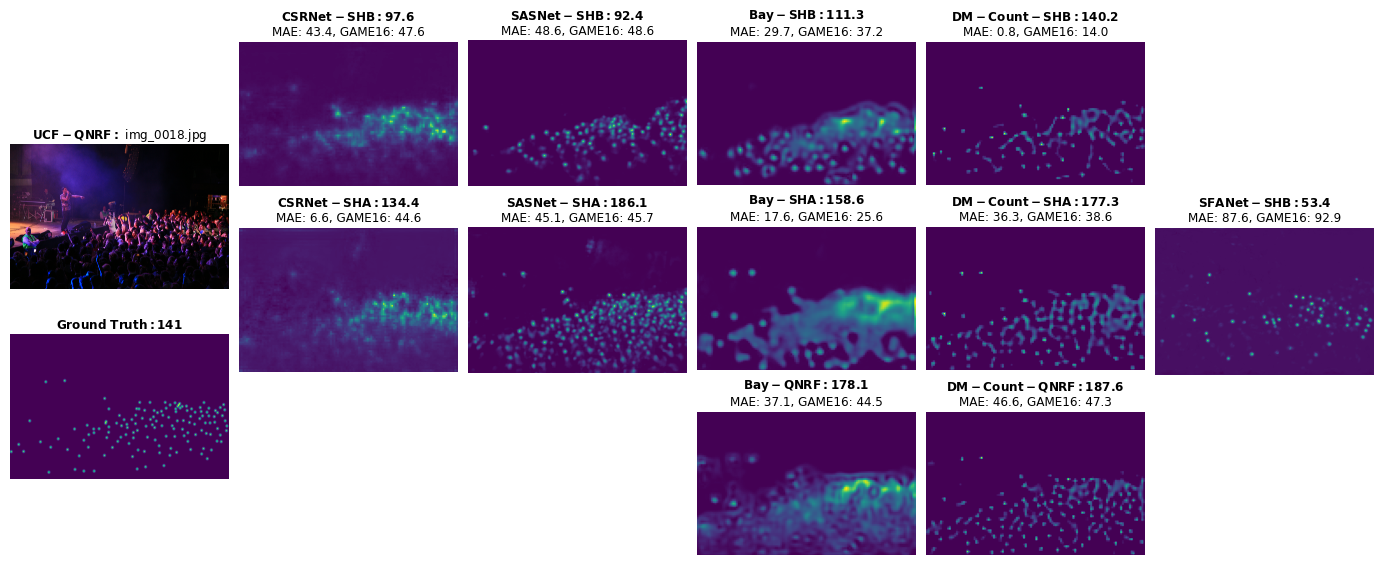 UCF − QNRF : img_0018.jpg
Ground Truth : 141
CSRNet − SHB : 97.6
MAE: 43.4, GAME16: 47.6
SASNet − SHB : 92.4
MAE: 48.6, GAME16: 48.6
Bay − SHB : 111.3
MAE: 29.7, GAME16: 37.2
DM − Count − SHB : 140.2
MAE: 0.8, GAME16: 14.0
CSRNet − SHA : 134.4
MAE: 6.6, GAME16: 44.6
SASNet − SHA : 186.1
MAE: 45.1, GAME16: 45.7
Bay − SHA : 158.6
MAE: 17.6, GAME16: 25.6
DM − Count − SHA : 177.3
MAE: 36.3, GAME16: 38.6
SFANet − SHB : 53.4
MAE: 87.6, GAME16: 92.9
Bay − QNRF : 178.1
MAE: 37.1, GAME16: 44.5
DM − Count − QNRF : 187.6
MAE: 46.6, GAME16: 47.3